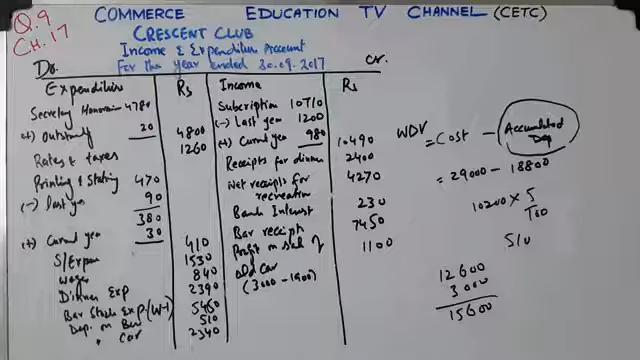 Q.9
CH.17
COMMERCE EDUCATION TV CHANNEL (CETC)
CRESCENT CLUB
Income & Expenditure Account
For the year ended 30.09.2017
Dr. Cr.
Expenditure Rs
Secretary Honorarium 4780
(+) Outstanding 20 4800
Rates & taxes 1260
Printing & Stationg 470
(-) last year 90
380
(+) Current year 30 410
S/Expense 1530
Wages 840
Dinner Exp 2390
Bar Stock Exp (W-1) 5460
Dep. on Bui 510
" Car 2340
Income Rs
Subscription 10710
(-) last year 1200
(+) Current year 980 10490
Receipts for dinner 2400
Net receipts for recreation 4270
Bank Interest 230
Bar receipts 7450
Profit on sale of old car 1100
(3000-1900)
WDV = Cost - Accumulated Dep
= 29000 - 18800
10200 x 5
100
510
12600
3000
15600